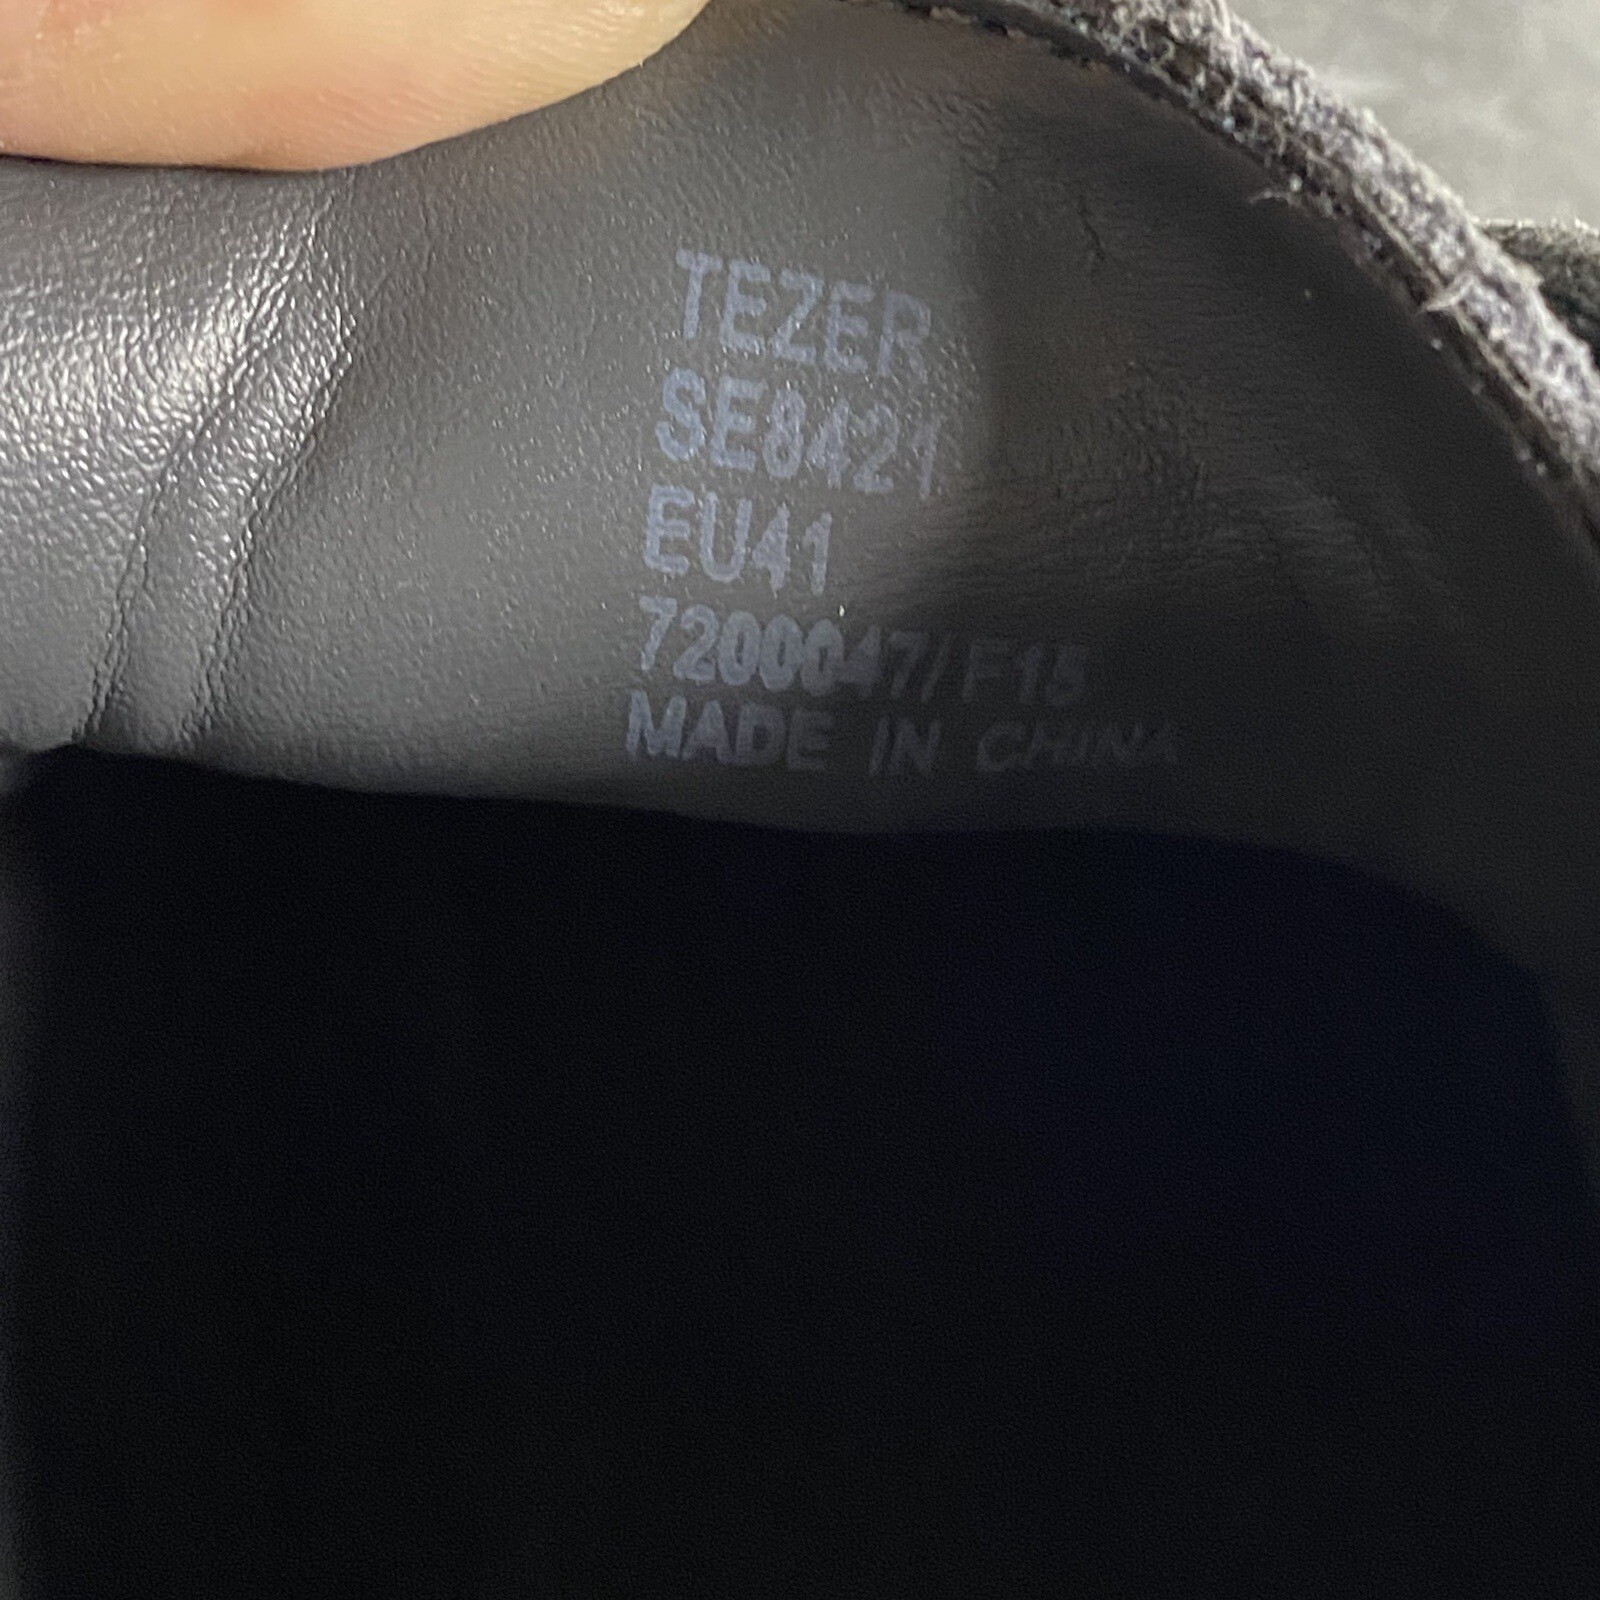 TEZER
SE8421
EU41
7200047/F15
MADE IN CHINA